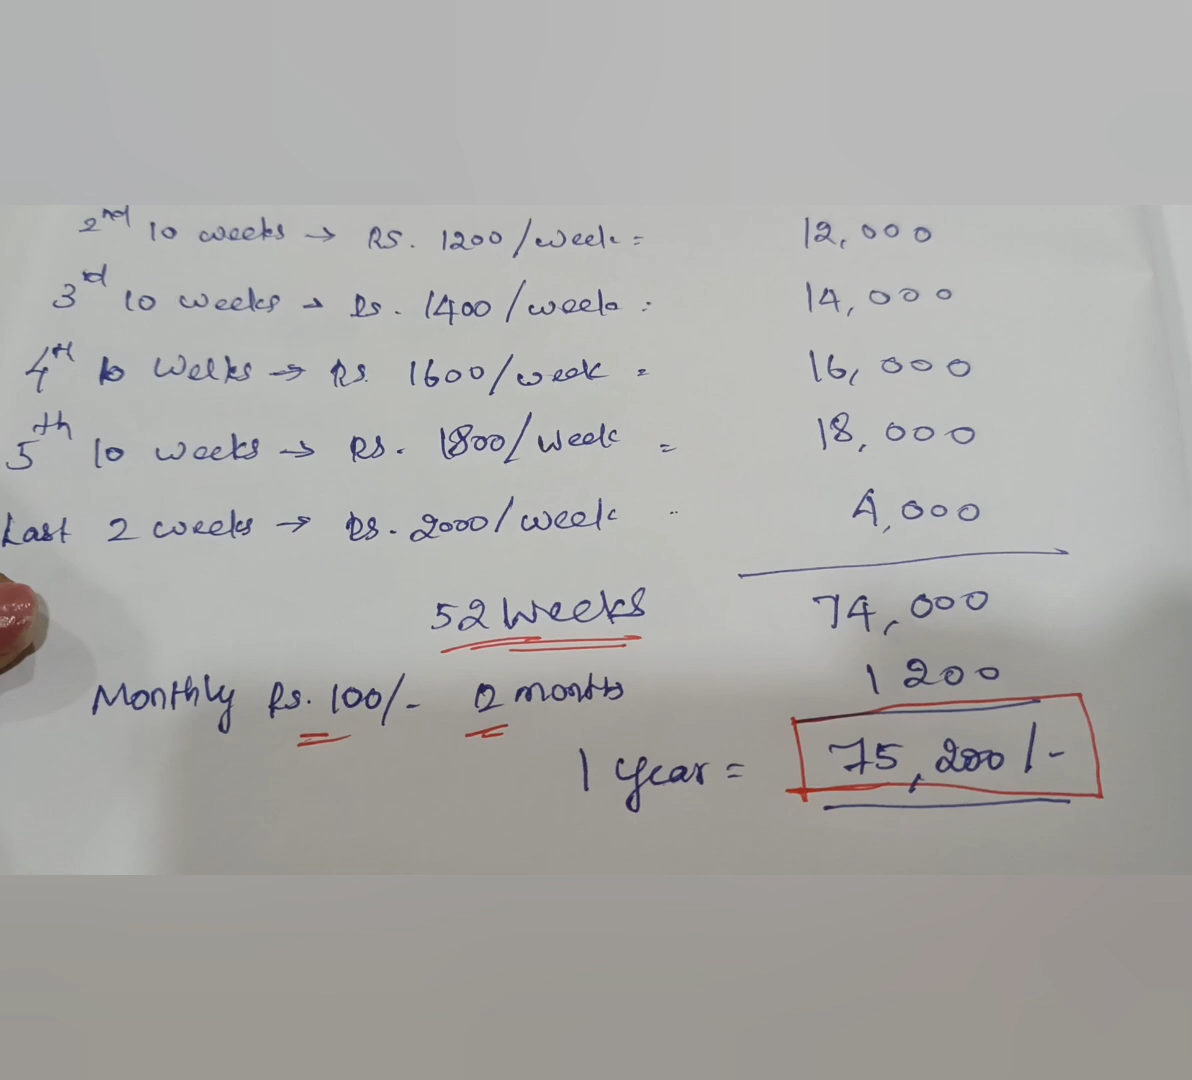 2nd 10 weeks → RS. 1200/week = 12,000
3rd 10 weeks → Rs. 1400/week : 14,000
4th 10 Weeks → Rs. 1600/week = 16,000
5th 10 weeks → Rs. 1800/week = 18,000
Last 2 weeks → Rs. 2000/week .. 4,000
52 Weeks 74,000
Monthly Rs. 100/- 12 months 1200
1 year = 75,200/-